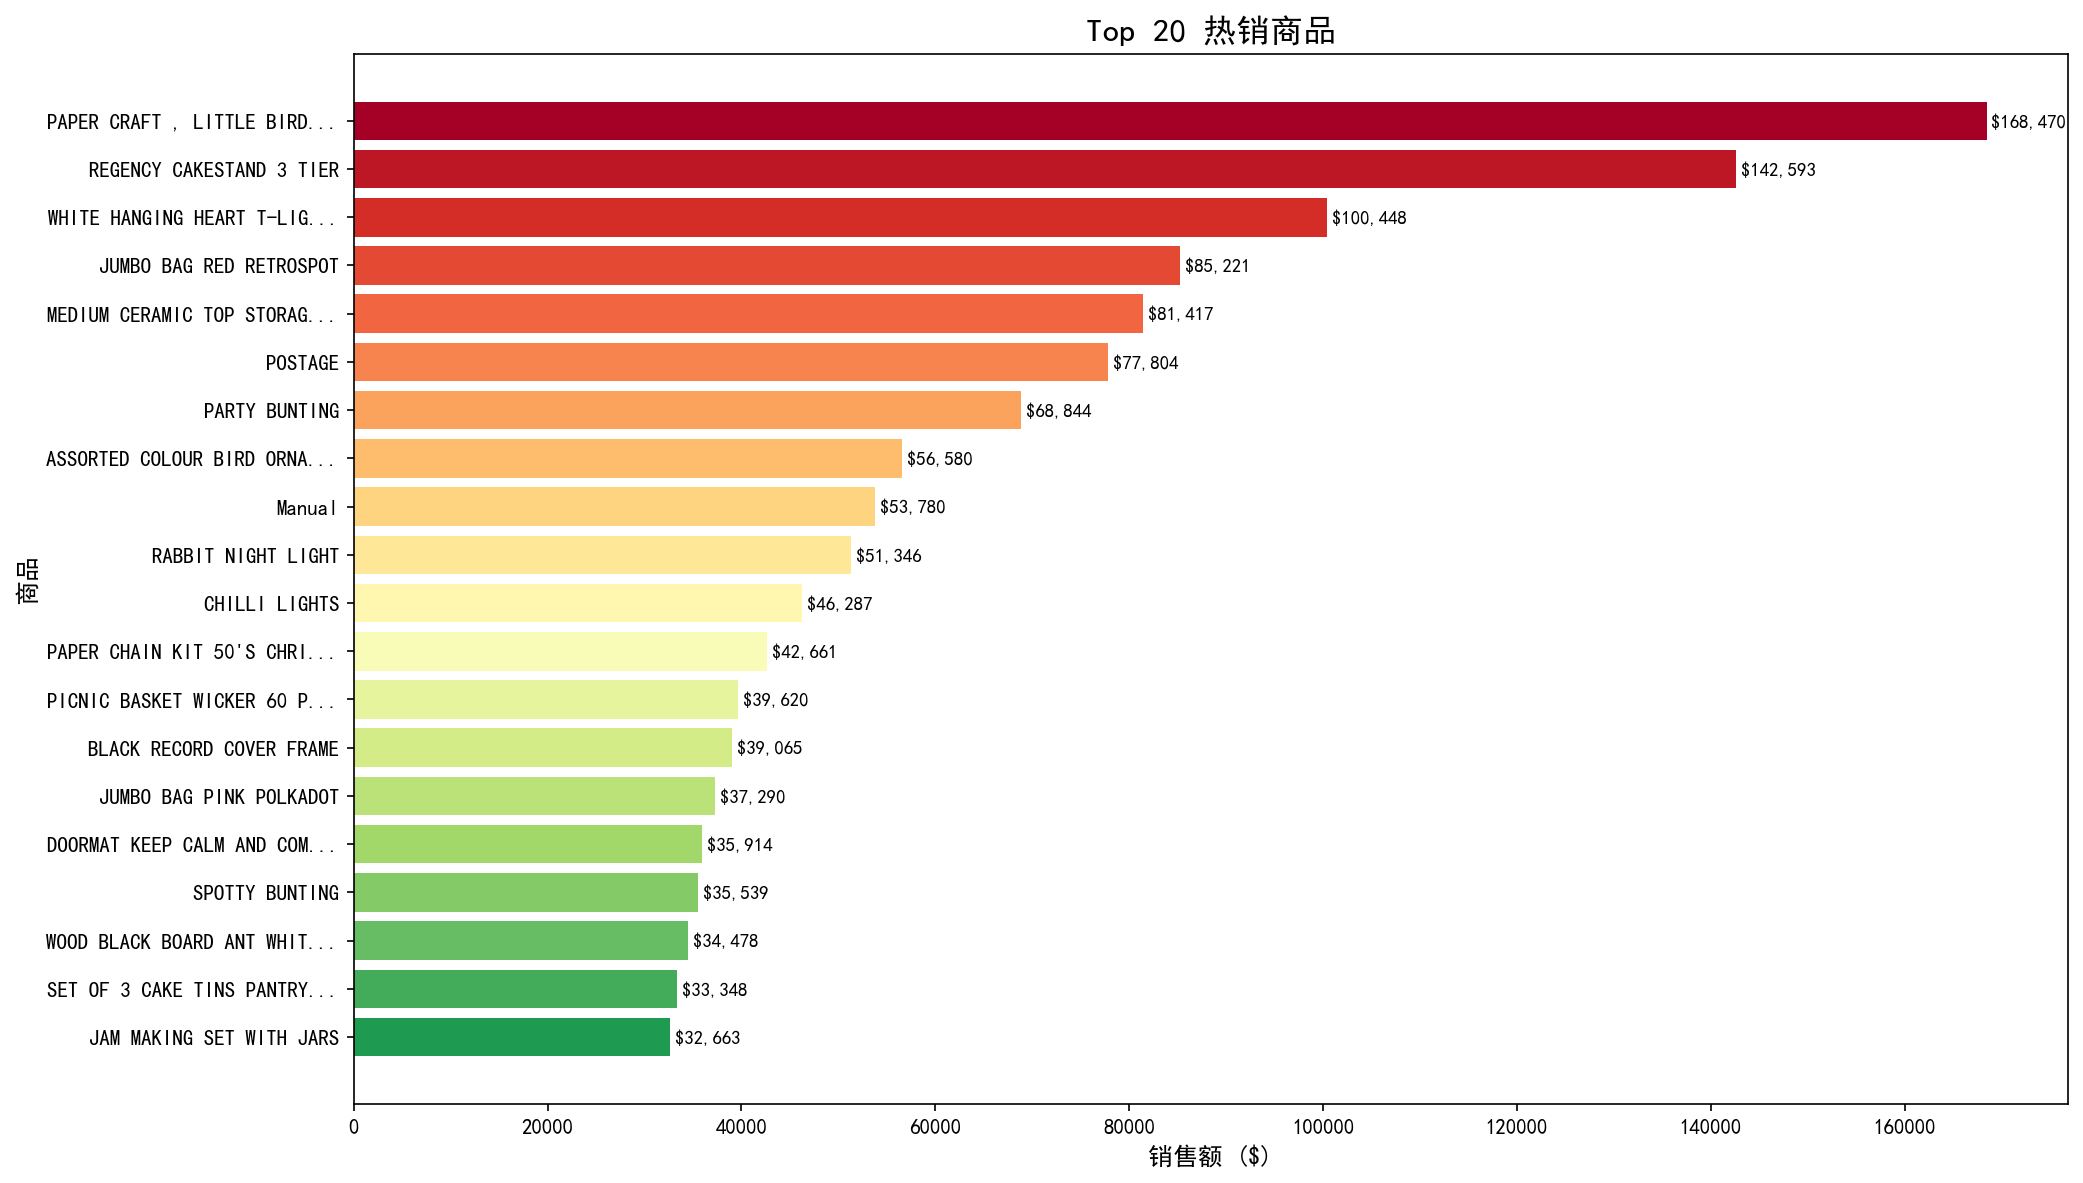 Top 20 热销商品
PAPER CRAFT , LITTLE BIRD... $168,470
REGENCY CAKESTAND 3 TIER $142,593
WHITE HANGING HEART T-LIG... $100,448
JUMBO BAG RED RETROSPOT $85,221
MEDIUM CERAMIC TOP STORAG... $81,417
POSTAGE $77,804
PARTY BUNTING $68,844
ASSORTED COLOUR BIRD ORNA... $56,580
Manual $53,780
RABBIT NIGHT LIGHT $51,346
CHILLI LIGHTS $46,287
PAPER CHAIN KIT 50'S CHRI... $42,661
PICNIC BASKET WICKER 60 P... $39,620
BLACK RECORD COVER FRAME $39,065
JUMBO BAG PINK POLKADOT $37,290
DOORMAT KEEP CALM AND COM... $35,914
SPOTTY BUNTING $35,539
WOOD BLACK BOARD ANT WHIT... $34,478
SET OF 3 CAKE TINS PANTRY... $33,348
JAM MAKING SET WITH JARS $32,663
商品
0 20000 40000 60000 80000 100000 120000 140000 160000
销售额 ($)